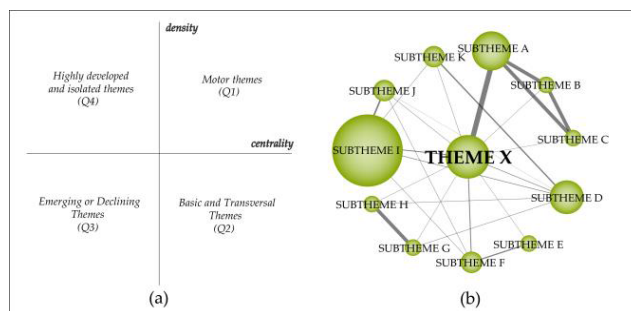 density
Highly developed
and isolated themes
(Q4)
Motor themes
(Q1)
centrality
Emerging or Declining
Themes
(Q3)
Basic and Transversal
Themes
(Q2)
(a)
SUBTHEME A
SUBTHEME K
SUBTHEME B
SUBTHEME J
SUBTHEME C
SUBTHEME I
THEME X
SUBTHEME D
SUBTHEME H
SUBTHEME G
SUBTHEME E
SUBTHEME F
(b)